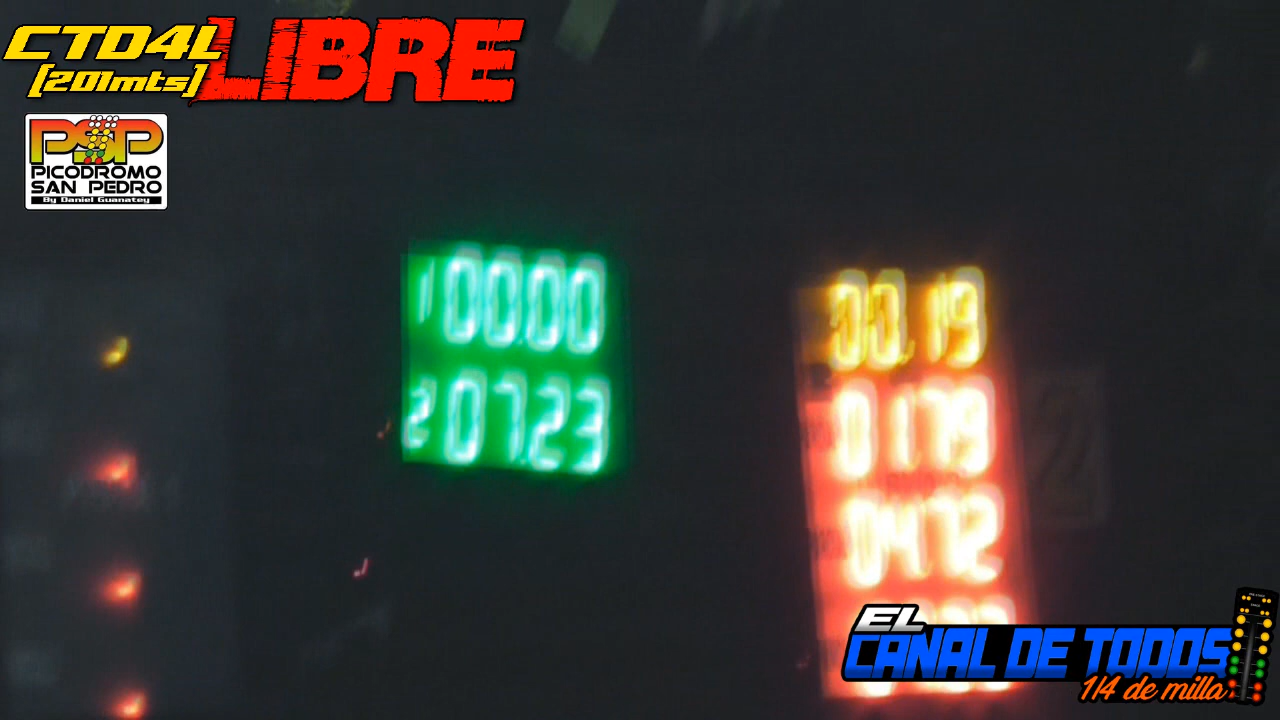 CTD4L
[201mts]
LIBRE
PSP
PICODROMO
SAN PEDRO
By Daniel Guanatey
1 00.00
2 07.23
00.19
01.79
04.72
EL
CANAL DE TODOS
1/4 de milla